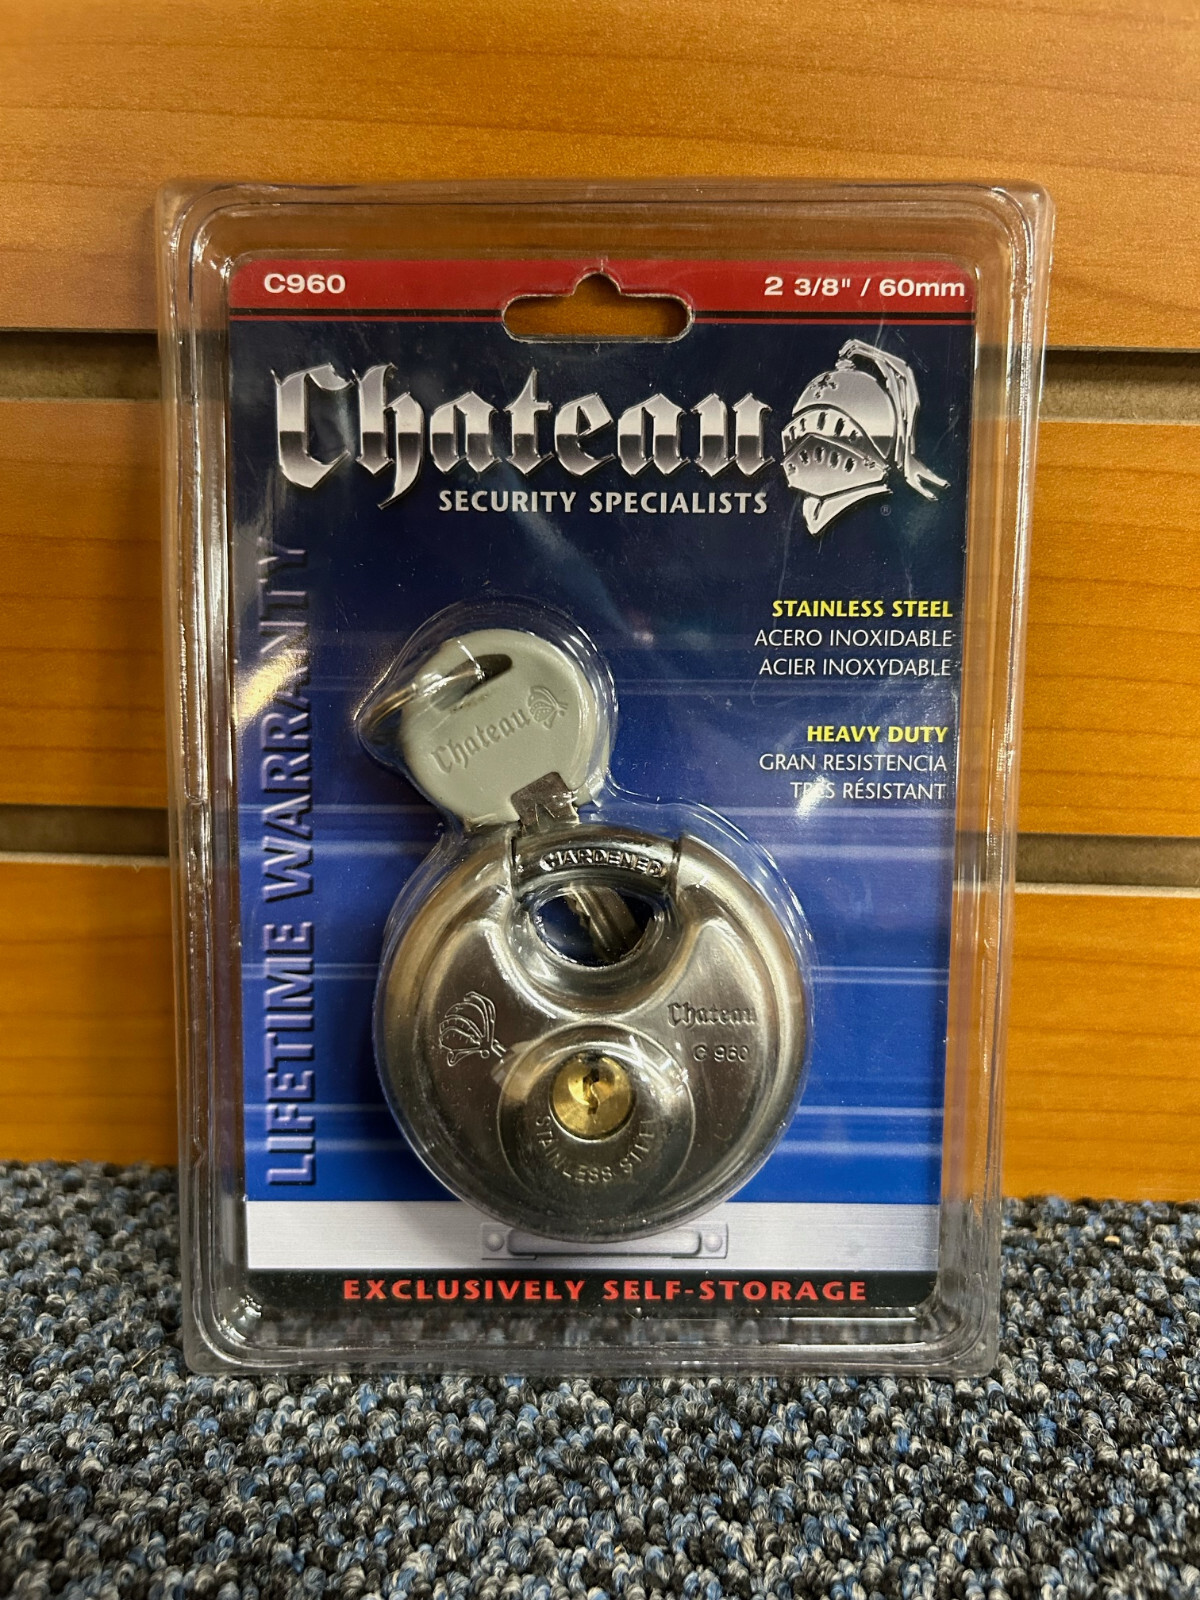 C960
2 3/8" / 60mm
Chateau
®
SECURITY SPECIALISTS
LIFETIME WARRANTY
STAINLESS STEEL
ACERO INOXIDABLE
ACIER INOXYDABLE
HEAVY DUTY
GRAN RESISTENCIA
TRÈS RÉSISTANT
Chateau
HARDENED
Chateau
C 960
STAINLESS STEEL
EXCLUSIVELY SELF-STORAGE